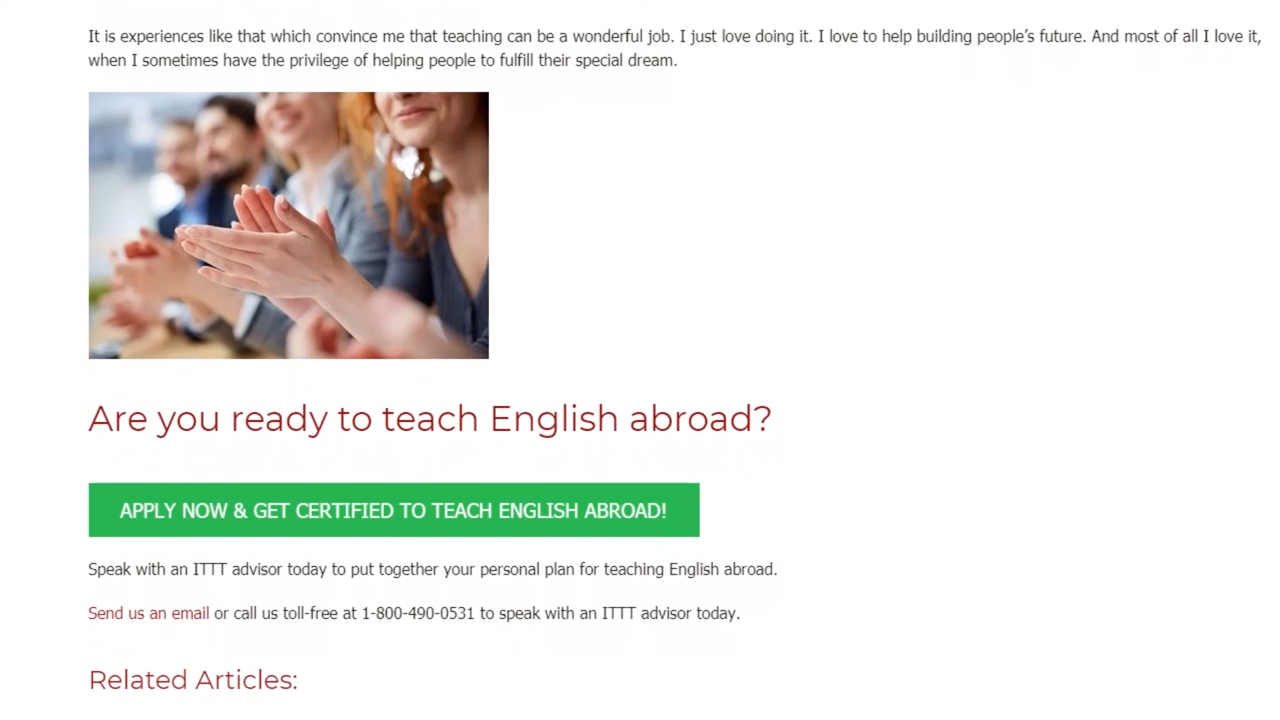 It is experiences like that which convince me that teaching can be a wonderful job. I just love doing it. I love to help building people’s future. And most of all I love it,
when I sometimes have the privilege of helping people to fulfill their special dream.
Are you ready to teach English abroad?
APPLY NOW & GET CERTIFIED TO TEACH ENGLISH ABROAD!
Speak with an ITTT advisor today to put together your personal plan for teaching English abroad.
Send us an email or call us toll-free at 1-800-490-0531 to speak with an ITTT advisor today.
Related Articles: